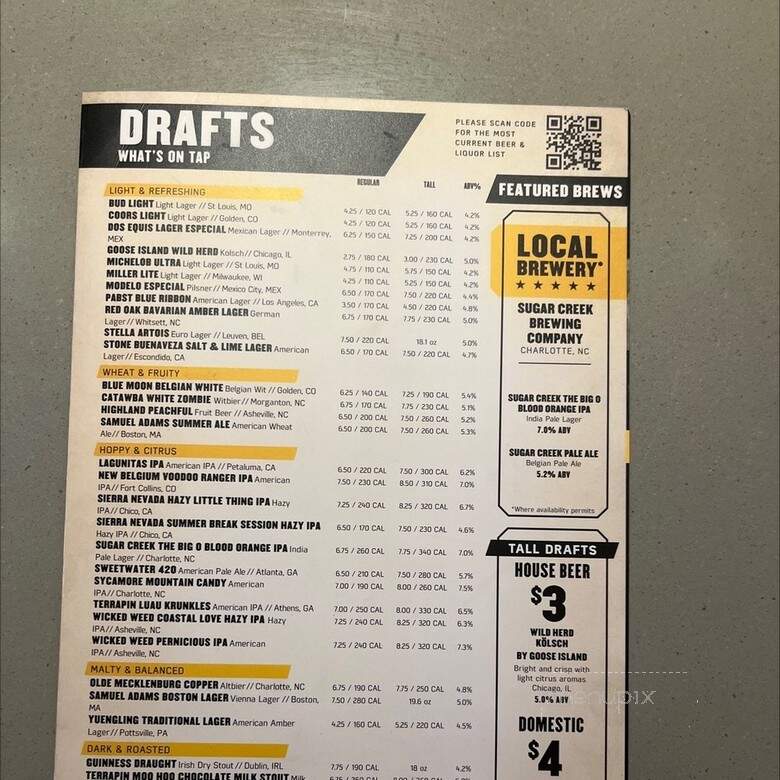 DRAFTS
WHAT'S ON TAP
PLEASE SCAN CODE
FOR THE MOST
CURRENT BEER &
LIQUOR LIST
REGULAR TALL ABV%
LIGHT & REFRESHING
BUD LIGHT Light Lager // St Louis, MO 4.25 / 120 CAL 5.25 / 160 CAL 4.2%
COORS LIGHT Light Lager // Golden, CO 4.25 / 120 CAL 5.25 / 160 CAL 4.2%
DOS EQUIS LAGER ESPECIAL Mexican Lager // Monterrey, 6.25 / 150 CAL 7.25 / 200 CAL 4.2%
MEX
GOOSE ISLAND WILD HERD Kolsch // Chicago, IL 2.75 / 180 CAL 3.00 / 230 CAL 5.0%
MICHELOB ULTRA Light Lager // St Louis, MO 4.75 / 110 CAL 5.75 / 150 CAL 4.2%
MILLER LITE Light Lager // Milwaukee, WI 4.25 / 110 CAL 5.25 / 150 CAL 4.2%
MODELO ESPECIAL Pilsner // Mexico City, MEX 6.50 / 170 CAL 7.50 / 220 CAL 4.4%
PABST BLUE RIBBON American Lager // Los Angeles, CA 3.50 / 170 CAL 4.50 / 220 CAL 4.8%
RED OAK BAVARIAN AMBER LAGER German 6.75 / 170 CAL 7.75 / 230 CAL 5.0%
Lager // Whitsett, NC
STELLA ARTOIS Euro Lager // Leuven, BEL 7.50 / 220 CAL 18.1 oz 5.0%
STONE BUENAVEZA SALT & LIME LAGER American 6.50 / 170 CAL 7.50 / 220 CAL 4.7%
Lager // Escondido, CA
WHEAT & FRUITY
BLUE MOON BELGIAN WHITE Belgian Wit // Golden, CO 6.25 / 140 CAL 7.25 / 190 CAL 5.4%
CATAWBA WHITE ZOMBIE Witbier // Morganton, NC 6.75 / 170 CAL 7.75 / 230 CAL 5.1%
HIGHLAND PEACHFUL Fruit Beer // Asheville, NC 6.50 / 200 CAL 7.50 / 260 CAL 5.2%
SAMUEL ADAMS SUMMER ALE American Wheat 6.50 / 200 CAL 7.50 / 260 CAL 5.3%
Ale // Boston, MA
HOPPY & CITRUS
LAGUNITAS IPA American IPA // Petaluma, CA 6.50 / 220 CAL 7.50 / 300 CAL 6.2%
NEW BELGIUM VOODOO RANGER IPA American 7.50 / 230 CAL 8.50 / 310 CAL 7.0%
IPA // Fort Collins, CO
SIERRA NEVADA HAZY LITTLE THING IPA Hazy 7.25 / 240 CAL 8.25 / 320 CAL 6.7%
IPA // Chico, CA
SIERRA NEVADA SUMMER BREAK SESSION HAZY IPA 6.50 / 170 CAL 7.50 / 230 CAL 4.6%
Hazy IPA // Chico, CA
SUGAR CREEK THE BIG O BLOOD ORANGE IPA India 6.75 / 260 CAL 7.75 / 340 CAL 7.0%
Pale Lager // Charlotte, NC
SWEETWATER 420 American Pale Ale // Atlanta, GA 6.50 / 210 CAL 7.50 / 280 CAL 5.7%
SYCAMORE MOUNTAIN CANDY American 7.00 / 190 CAL 8.00 / 260 CAL 7.5%
IPA // Charlotte, NC
TERRAPIN LUAU KRUNKLES American IPA // Athens, GA 7.00 / 250 CAL 8.00 / 330 CAL 6.5%
WICKED WEED COASTAL LOVE HAZY IPA Hazy 7.25 / 240 CAL 8.25 / 320 CAL 6.3%
IPA // Asheville, NC
WICKED WEED PERNICIOUS IPA American 7.25 / 240 CAL 8.25 / 320 CAL 7.3%
IPA // Asheville, NC
MALTY & BALANCED
OLDE MECKLENBURG COPPER Altbier // Charlotte, NC 6.75 / 190 CAL 7.75 / 250 CAL 4.8%
SAMUEL ADAMS BOSTON LAGER Vienna Lager // Boston, 7.50 / 280 CAL 19.6 oz 5.0%
MA
YUENGLING TRADITIONAL LAGER American Amber 4.25 / 160 CAL 5.25 / 220 CAL 4.5%
Lager // Pottsville, PA
DARK & ROASTED
GUINNESS DRAUGHT Irish Dry Stout // Dublin, IRL 7.75 / 190 CAL 18 oz 4.2%
TERRAPIN MOO HOO CHOCOLATE MILK STOUT Milk
FEATURED BREWS
LOCAL
BREWERY*
SUGAR CREEK
BREWING
COMPANY
CHARLOTTE, NC
SUGAR CREEK THE BIG O
BLOOD ORANGE IPA
India Pale Lager
7.0% ABV
SUGAR CREEK PALE ALE
Belgian Pale Ale
5.2% ABV
*Where availability permits
TALL DRAFTS
HOUSE BEER
$3
WILD HERD
KÖLSCH
BY GOOSE ISLAND
Bright and crisp with
light citrus aromas
Chicago, IL
5.0% ABV
DOMESTIC
$4